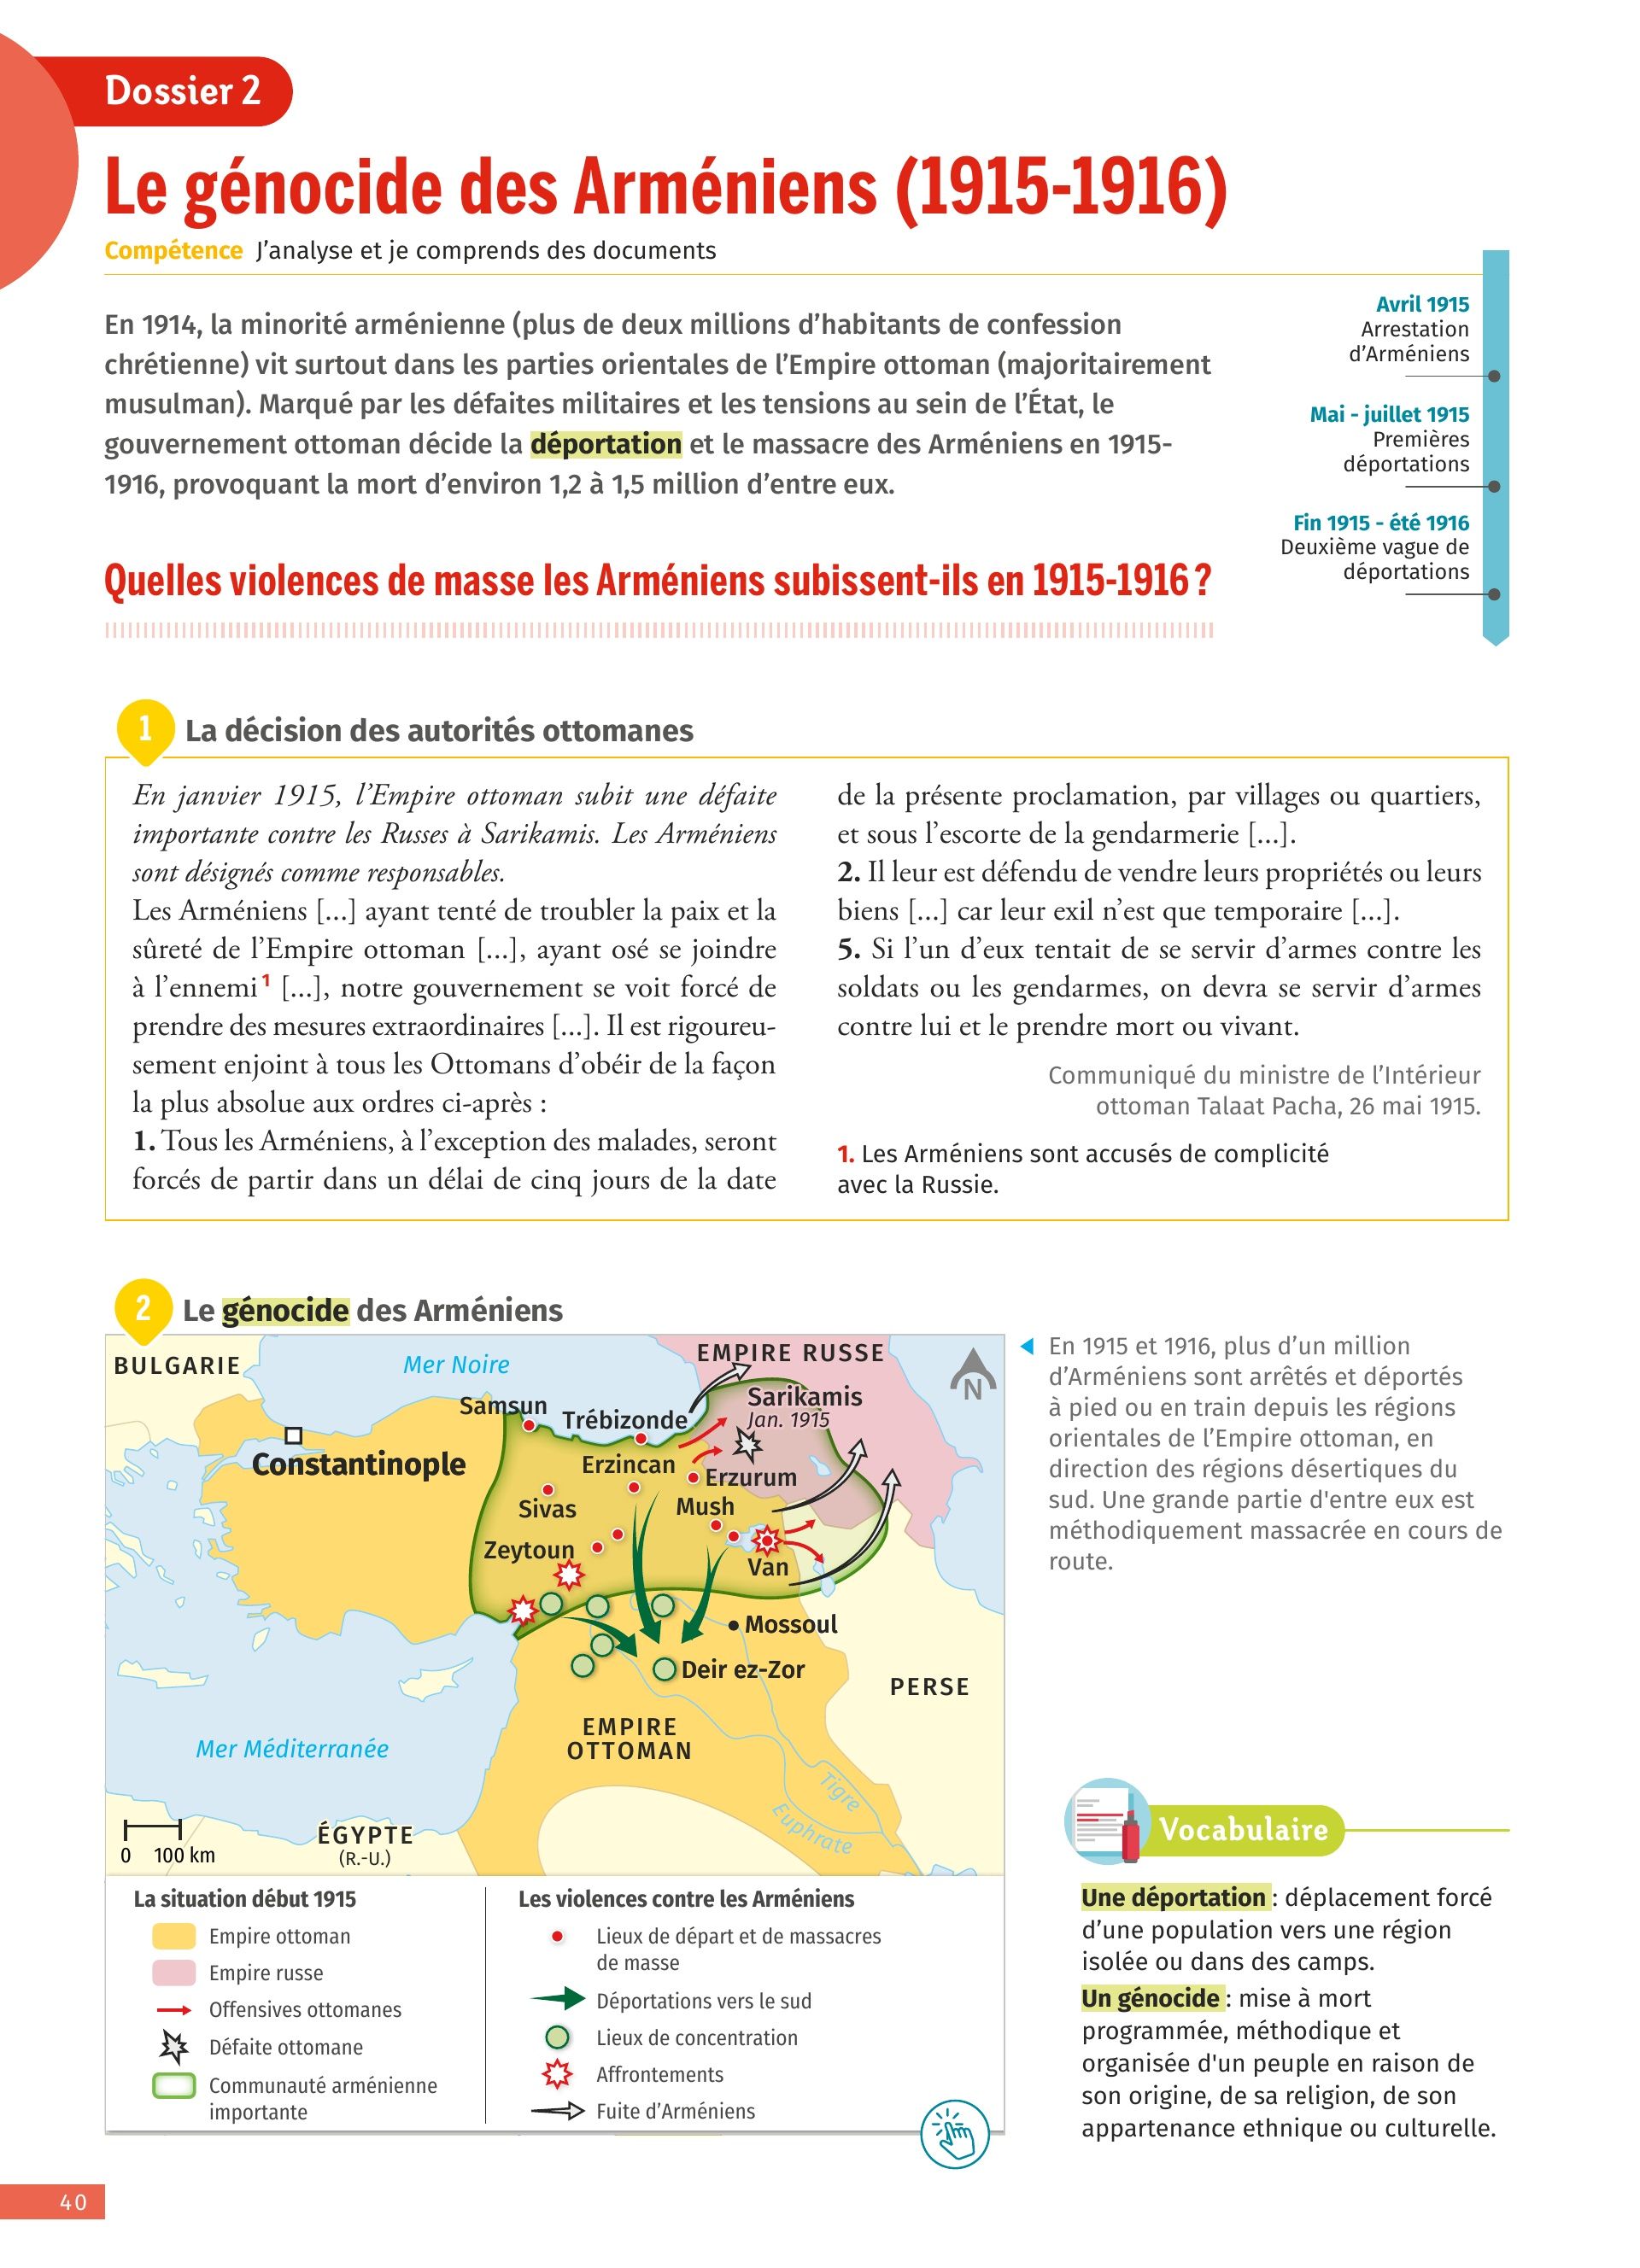 Dossier 2
Le génocide des Arméniens (1915-1916)
Compétence J'analyse et je comprends des documents
En 1914, la minorité arménienne (plus de deux millions d'habitants de confession
chrétienne) vit surtout dans les parties orientales de l'Empire ottoman (majoritairement
musulman). Marqué par les défaites militaires et les tensions au sein de l'État, le
gouvernement ottoman décide la déportation et le massacre des Arméniens en 1915-
1916, provoquant la mort d'environ 1,2 à 1,5 million d'entre eux.
Avril 1915
Arrestation
d'Arméniens
Mai - juillet 1915
Premières
déportations
Fin 1915 - été 1916
Deuxième vague de
déportations
Quelles violences de masse les Arméniens subissent-ils en 1915-1916 ?
1 La décision des autorités ottomanes
En janvier 1915, l'Empire ottoman subit une défaite
importante contre les Russes à Sarikamis. Les Arméniens
sont désignés comme responsables.
Les Arméniens [...] ayant tenté de troubler la paix et la
sûreté de l'Empire ottoman [...], ayant osé se joindre
à l'ennemi1 [...], notre gouvernement se voit forcé de
prendre des mesures extraordinaires [...]. Il est rigoureu-
sement enjoint à tous les Ottomans d'obéir de la façon
la plus absolue aux ordres ci-après :
1. Tous les Arméniens, à l'exception des malades, seront
forcés de partir dans un délai de cinq jours de la date
de la présente proclamation, par villages ou quartiers,
et sous l'escorte de la gendarmerie [...].
2. Il leur est défendu de vendre leurs propriétés ou leurs
biens [...] car leur exil n'est que temporaire [...].
5. Si l'un d'eux tentait de se servir d'armes contre les
soldats ou les gendarmes, on devra se servir d'armes
contre lui et le prendre mort ou vivant.
Communiqué du ministre de l'Intérieur
ottoman Talaat Pacha, 26 mai 1915.
1. Les Arméniens sont accusés de complicité
avec la Russie.
2 Le génocide des Arméniens
BULGARIE
Mer Noire
EMPIRE RUSSE
N
Samsun
Trébizonde
Sarikamis
Jan. 1915
Constantinople
Erzincan
Erzurum
Sivas
Mush
Zeytoun
Van
Mossoul
Deir ez-Zor
PERSE
EMPIRE
OTTOMAN
Mer Méditerranée
Tigre
Euphrate
ÉGYPTE
(R.-U.)
0 100 km
La situation début 1915
Empire ottoman
Empire russe
Offensives ottomanes
Défaite ottomane
Communauté arménienne
importante
Les violences contre les Arméniens
Lieux de départ et de massacres
de masse
Déportations vers le sud
Lieux de concentration
Affrontements
Fuite d'Arméniens
En 1915 et 1916, plus d'un million
d'Arméniens sont arrêtés et déportés
à pied ou en train depuis les régions
orientales de l'Empire ottoman, en
direction des régions désertiques du
sud. Une grande partie d'entre eux est
méthodiquement massacrée en cours de
route.
Vocabulaire
Une déportation : déplacement forcé
d'une population vers une région
isolée ou dans des camps.
Un génocide : mise à mort
programmée, méthodique et
organisée d'un peuple en raison de
son origine, de sa religion, de son
appartenance ethnique ou culturelle.
40